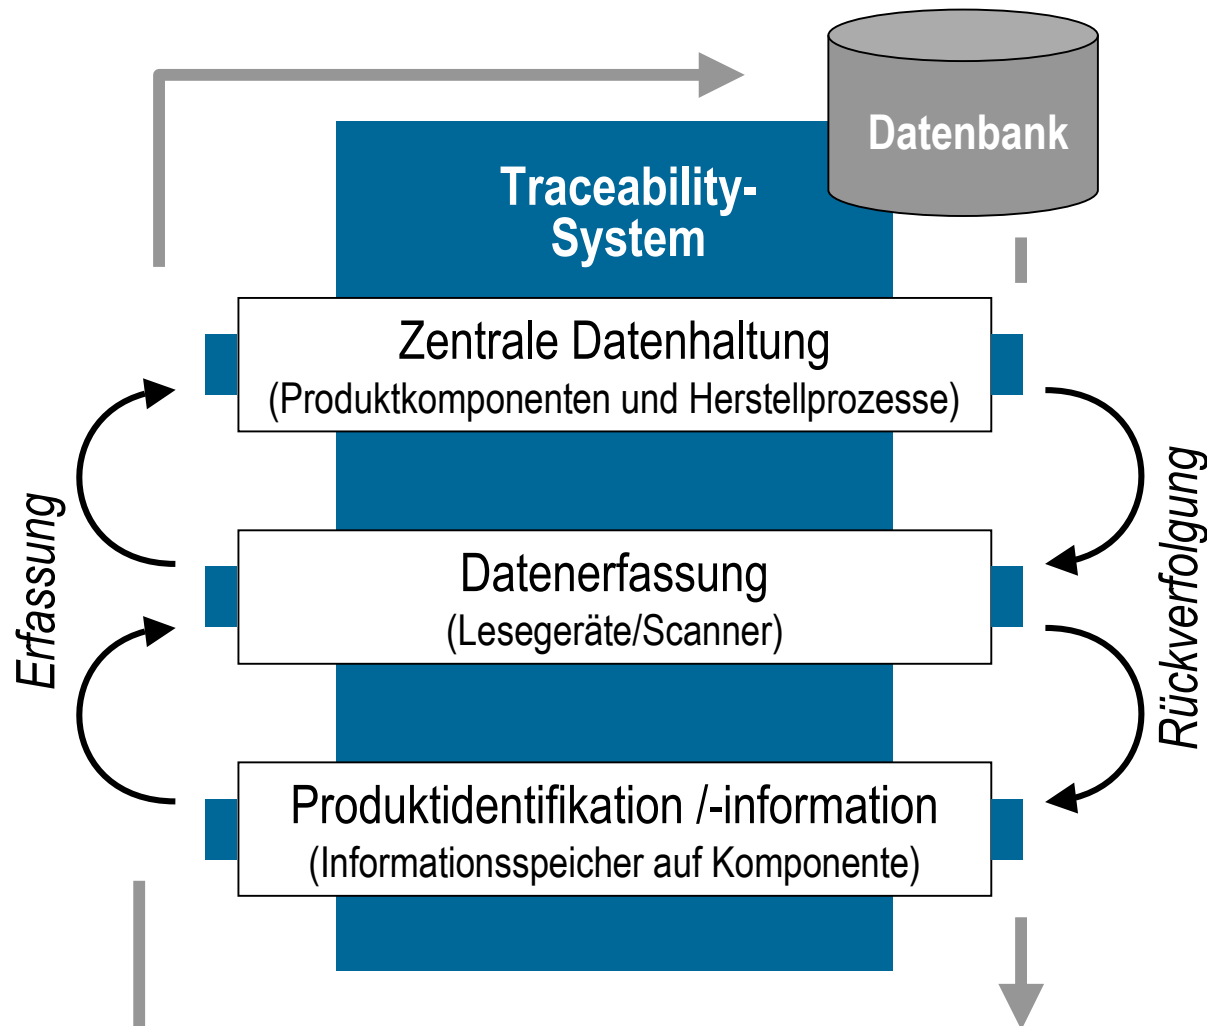 Datenbank
Traceability-
System
Zentrale Datenhaltung
(Produktkomponenten und Herstellprozesse)
Erfassung
Rückverfolgung
Datenerfassung
(Lesegeräte/Scanner)
Produktidentifikation /-information
(Informationsspeicher auf Komponente)